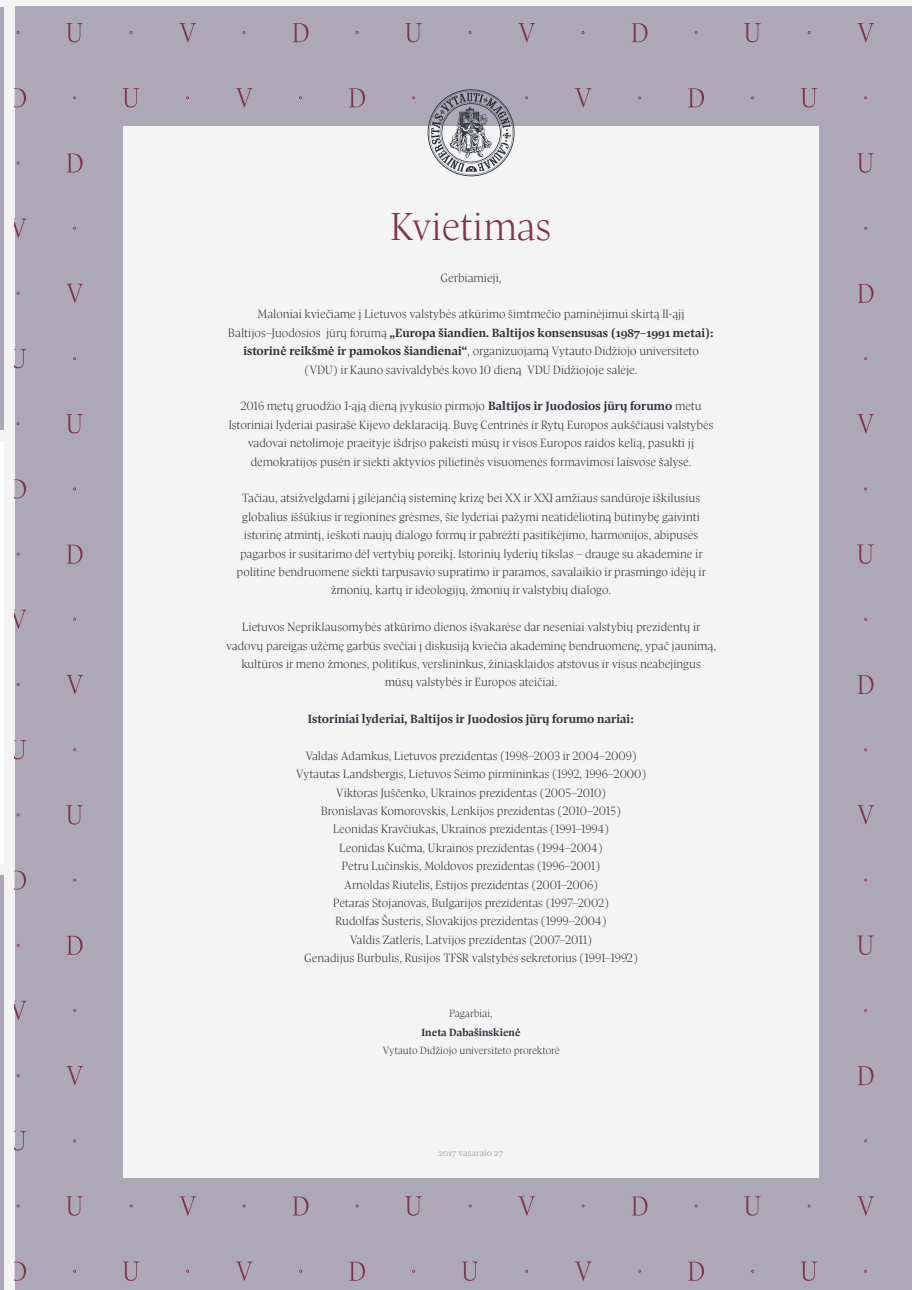 · U · V · D · U · V · D · U · V
D · U · V · D · V · D · U ·
UNIVERSITAS VYTAUTI MAGNI CAUNAE
Kvietimas
Gerbiamieji,
Maloniai kviečiame į Lietuvos valstybės atkūrimo šimtmečio paminėjimui skirtą II-ąjį
Baltijos–Juodosios jūrų forumą „Europa šiandien. Baltijos konsensusas (1987–1991 metai):
istorinė reikšmė ir pamokos šiandienai“, organizuojamą Vytauto Didžiojo universiteto
(VDU) ir Kauno savivaldybės kovo 10 dieną VDU Didžiojoje salėje.
2016 metų gruodžio 1-ąją dieną įvykusio pirmojo Baltijos ir Juodosios jūrų forumo metu
Istoriniai lyderiai pasirašė Kijevo deklaraciją. Buvę Centrinės ir Rytų Europos aukščiausi valstybės
vadovai netolimoje praeityje išdrįso pakeisti mūsų ir visos Europos raidos kelią, pasukti jį
demokratijos pusėn ir siekti aktyvios pilietinės visuomenės formavimosi laisvose šalyse.
Tačiau, atsižvelgdami į gilėjančią sisteminę krizę bei XX ir XXI amžiaus sandūroje iškilusius
globalius iššūkius ir regionines grėsmes, šie lyderiai pažymi neatidėliotiną būtinybę gaivinti
istorinę atmintį, ieškoti naujų dialogo formų ir pabrėžti pasitikėjimo, harmonijos, abipusės
pagarbos ir susitarimo dėl vertybių poreikį. Istorinių lyderių tikslas – drauge su akademine ir
politine bendruomene siekti tarpusavio supratimo ir paramos, savalaikio ir prasmingo idėjų ir
žmonių, kartų ir ideologijų, žmonių ir valstybių dialogo.
Lietuvos Nepriklausomybės atkūrimo dienos išvakarėse dar neseniai valstybių prezidentų ir
vadovų pareigas užėmę garbūs svečiai į diskusiją kviečia akademinę bendruomenę, ypač jaunimą,
kultūros ir meno žmones, politikus, verslininkus, žiniasklaidos atstovus ir visus neabejingus
mūsų valstybės ir Europos ateičiai.
Istoriniai lyderiai, Baltijos ir Juodosios jūrų forumo nariai:
Valdas Adamkus, Lietuvos prezidentas (1998–2003 ir 2004–2009)
Vytautas Landsbergis, Lietuvos Seimo pirmininkas (1992, 1996–2000)
Viktoras Juščenko, Ukrainos prezidentas (2005–2010)
Bronislavas Komorovskis, Lenkijos prezidentas (2010–2015)
Leonidas Kravčiukas, Ukrainos prezidentas (1991–1994)
Leonidas Kučma, Ukrainos prezidentas (1994–2004)
Petru Lučinskis, Moldovos prezidentas (1996–2001)
Arnoldas Riutelis, Estijos prezidentas (2001–2006)
Petaras Stojanovas, Bulgarijos prezidentas (1997–2002)
Rudolfas Šusteris, Slovakijos prezidentas (1999–2004)
Valdis Zatleris, Latvijos prezidentas (2007–2011)
Genadijus Burbulis, Rusijos TFSR valstybės sekretorius (1991–1992)
Pagarbiai,
Ineta Dabašinskienė
Vytauto Didžiojo universiteto prorektorė
2017 vasaraio 27
· U · V · D · U · V · D · U · V
D · U · V · D · U · V · D · U ·